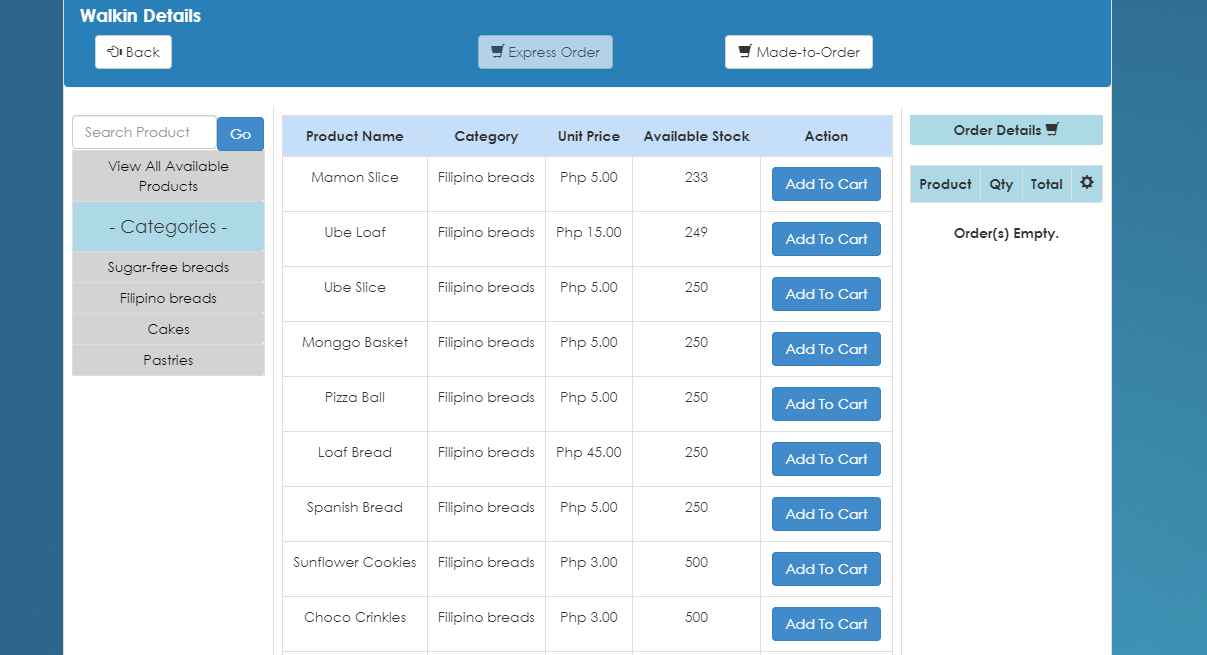 Walkin Details
Back
Express Order
Made-to-Order
Search Product
Go
View All Available
Products
- Categories -
Sugar-free breads
Filipino breads
Cakes
Pastries
Product Name Category Unit Price Available Stock Action
Mamon Slice Filipino breads Php 5.00 233 Add To Cart
Ube Loaf Filipino breads Php 15.00 249 Add To Cart
Ube Slice Filipino breads Php 5.00 250 Add To Cart
Monggo Basket Filipino breads Php 5.00 250 Add To Cart
Pizza Ball Filipino breads Php 5.00 250 Add To Cart
Loaf Bread Filipino breads Php 45.00 250 Add To Cart
Spanish Bread Filipino breads Php 5.00 250 Add To Cart
Sunflower Cookies Filipino breads Php 3.00 500 Add To Cart
Choco Crinkles Filipino breads Php 3.00 500 Add To Cart
Order Details
Product Qty Total
Order(s) Empty.